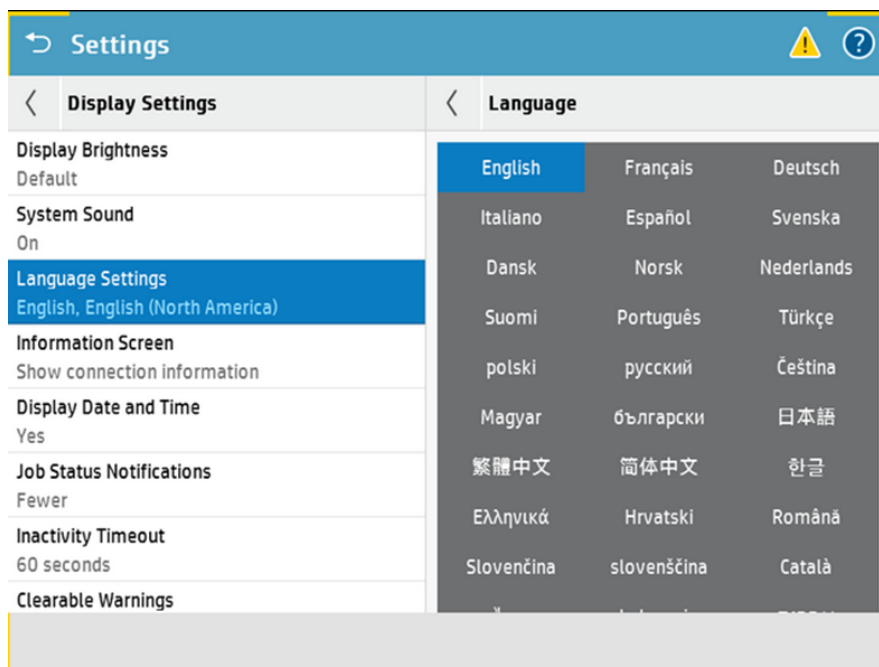 Settings
Display Settings
Display Brightness
Default
System Sound
On
Language Settings
English, English (North America)
Information Screen
Show connection information
Display Date and Time
Yes
Job Status Notifications
Fewer
Inactivity Timeout
60 seconds
Clearable Warnings
Language
English Français Deutsch
Italiano Español Svenska
Dansk Norsk Nederlands
Suomi Português Türkçe
polski русский Čeština
Magyar български 日本語
繁體中文 简体中文 한글
Ελληνικά Hrvatski Română
Slovenčina slovenščina Català